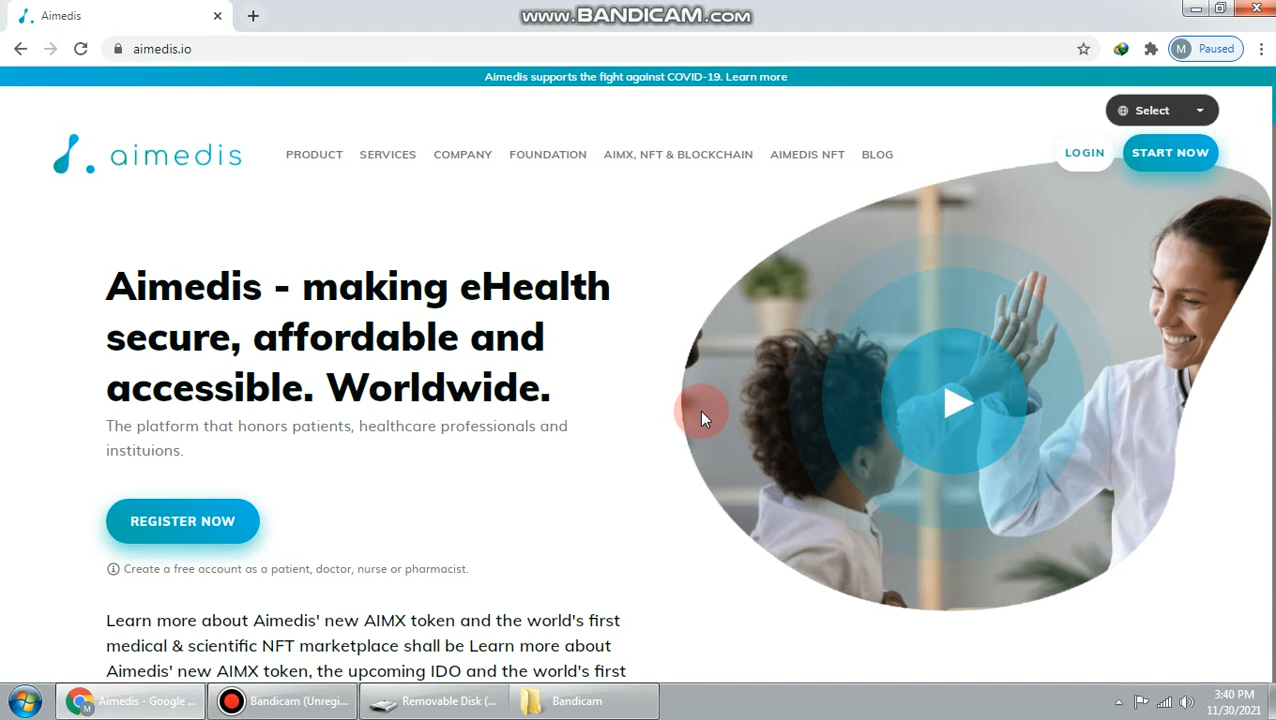 Aimedis
www.BANDICAM.com
aimedis.io
M Paused
Aimedis supports the fight against COVID-19. Learn more
Select
aimedis
PRODUCT SERVICES COMPANY FOUNDATION AIMX, NFT & BLOCKCHAIN AIMEDIS NFT BLOG
LOGIN START NOW
Aimedis - making eHealth
secure, affordable and
accessible. Worldwide.
The platform that honors patients, healthcare professionals and
instituions.
REGISTER NOW
Create a free account as a patient, doctor, nurse or pharmacist.
Learn more about Aimedis' new AIMX token and the world's first
medical & scientific NFT marketplace shall be Learn more about
Aimedis' new AIMX token, the upcoming IDO and the world's first
M Aimedis - Google ... Bandicam (Unregi... Removable Disk (... Bandicam
3:40 PM
11/30/2021